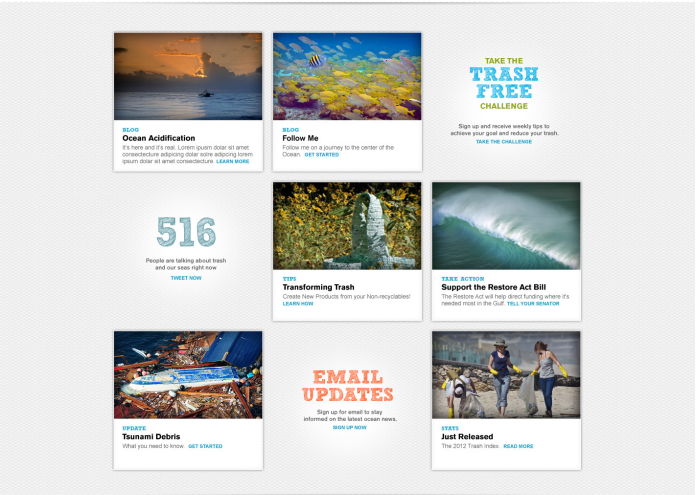 BLOG
Ocean Acidification
It's here and it's real. Lorem ipusm dolar sit amet
consectecture adipicing dolar solre adipcing lorem
ipusm dolar sit amet consectecture. LEARN MORE
BLOG
Follow Me
Follow me on a journey to the center of the
Ocean. GET STARTED
TAKE THE
TRASH
FREE
CHALLENGE
Sign up and receive weekly tips to
achieve your goal and reduce your trash.
TAKE THE CHALLENGE
516
People are talking about trash
and our seas right now
TWEET NOW
TIPS
Transforming Trash
Create New Products from your Non-recyclables!
LEARN HOW
TAKE ACTION
Support the Restore Act Bill
The Restore Act will help direct funding where it's
needed most in the Gulf. TELL YOUR SENATOR
UPDATE
Tsunami Debris
What you need to know. GET STARTED
EMAIL
UPDATES
Sign up for email to stay
informed on the latest ocean news.
SIGN UP NOW
STATS
Just Released
The 2012 Trash Index. READ MORE